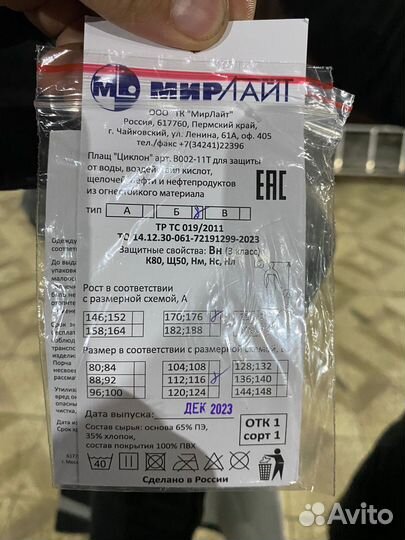 МИРЛАЙТ
ООО "ТК "МирЛайт"
Россия, 617760, Пермский край,
г. Чайковский, ул. Ленина, 61А, оф. 405
тел./факс +7(34241)22396
Плащ "Циклон" арт. В002-11Т для защиты
от воды, воздействия кислот,
щелочей, нефти и нефтепродуктов
из огнестойкого материала
EAC
тип А Б В
ТР ТС 019/2011
ТО 14.12.30-061-72191299-2023
Защитные свойства: Вн (3 класс)
К80, Щ50, Нм, Нс, Нл
Рост в соответствии
с размерной схемой, А
146;152 170;176
158;164 182;188
Размер в соответствии с размерной схемой,
80;84 104;108 128;132
88;92 112;116 136;140
96;100 120;124 144;148
ДЕК 2023
Дата выпуска:
Состав сырья: основа 65% ПЭ,
35% хлопок,
состав покрытия 100% ПВХ
ОТК 1
сорт 1
40
Сделано в России
Avito